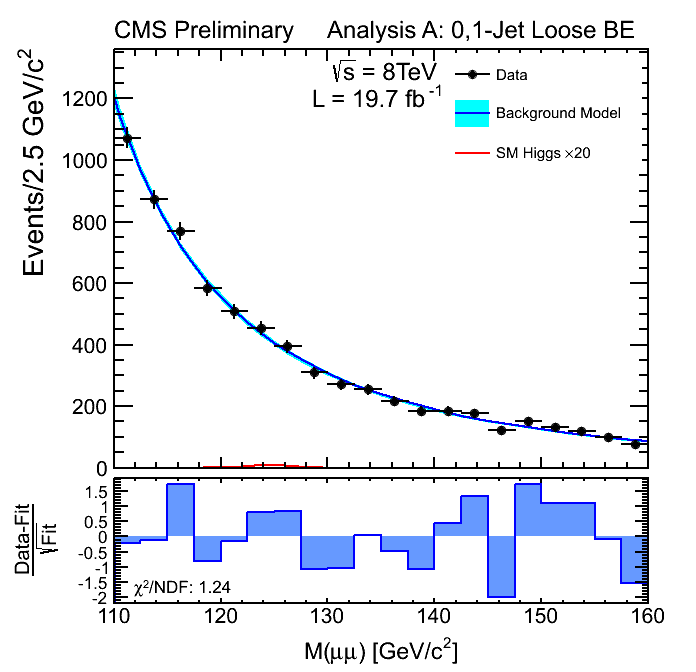 CMS Preliminary
Analysis A: 0,1-Jet Loose BE
√s = 8TeV
L = 19.7 fb⁻¹
Data
Background Model
SM Higgs ×20
Events/2.5 GeV/c²
1200
1000
800
600
400
200
0
Data-Fit
√Fit
1.5
1
0.5
0
-0.5
-1
-1.5
-2
χ²/NDF: 1.24
110
120
130
140
150
160
M(μμ) [GeV/c²]